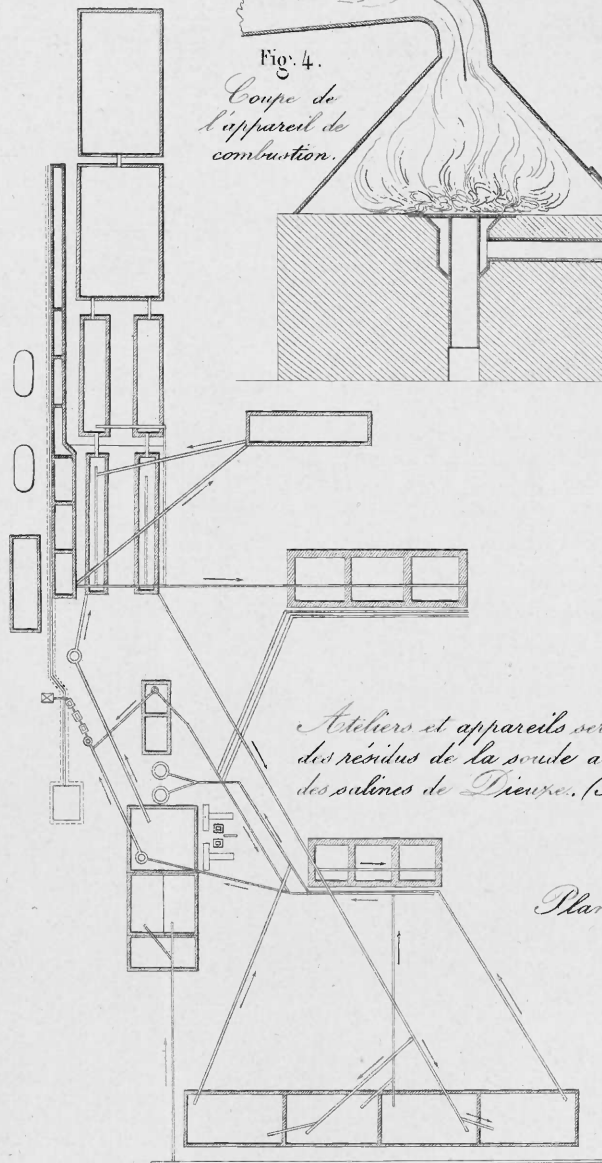 Fig. 4.
Coupe de
l'appareil de
combustion.
Ateliers et appareils ser
des résidus de la soude a
des salines de Dieuze. (
Plan